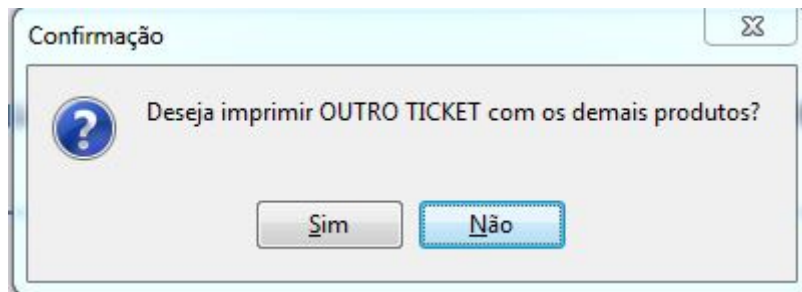 Confirmação
Deseja imprimir OUTRO TICKET com os demais produtos?
Sim
Não